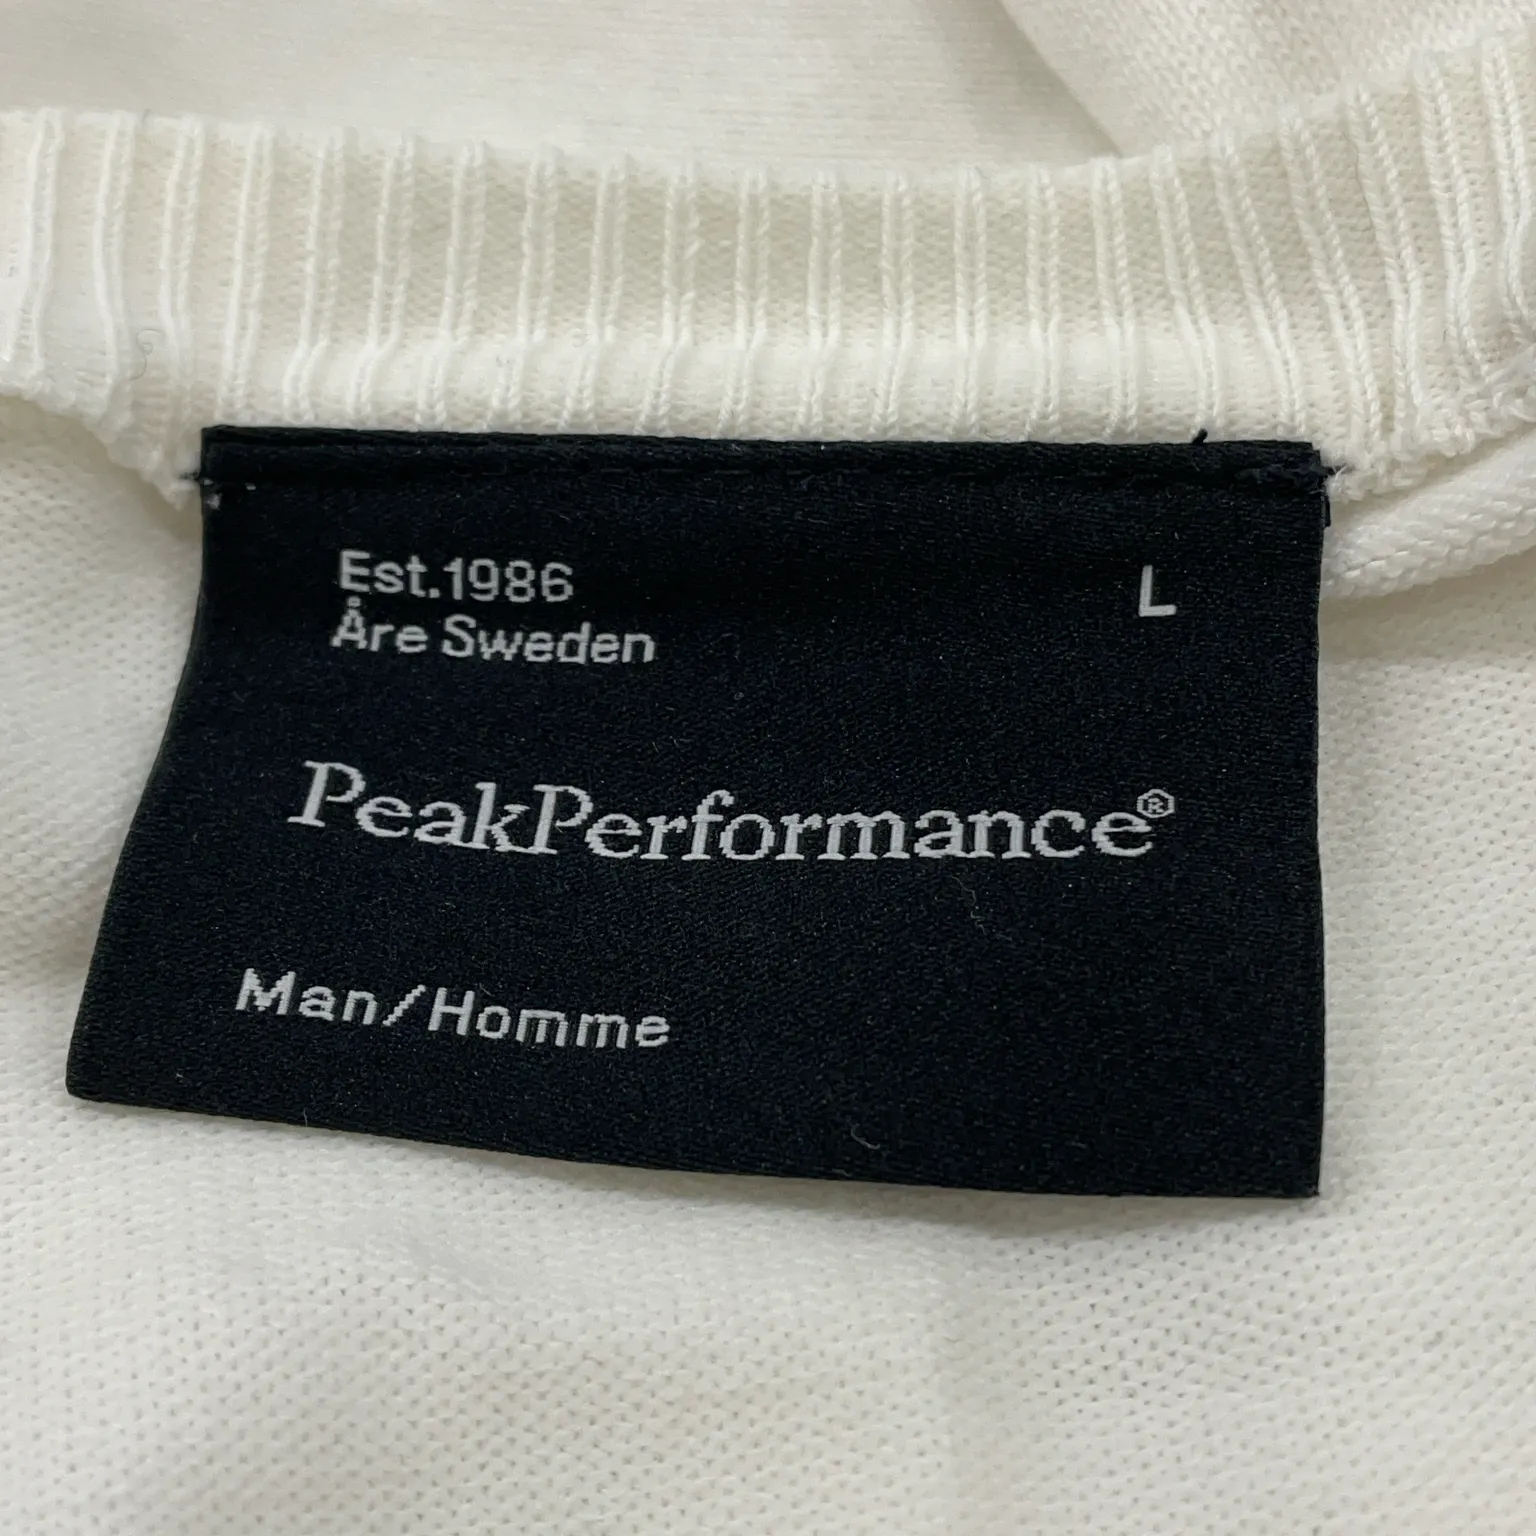 Est.1986
Åre Sweden
L
PeakPerformance®
Man/Homme